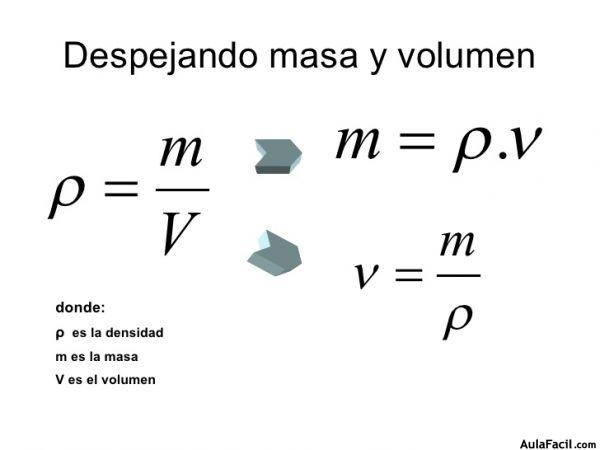 Despejando masa y volumen
ρ = m/V
m = ρ.ν
ν = m/ρ
donde:
ρ es la densidad
m es la masa
V es el volumen
AulaFacil.com